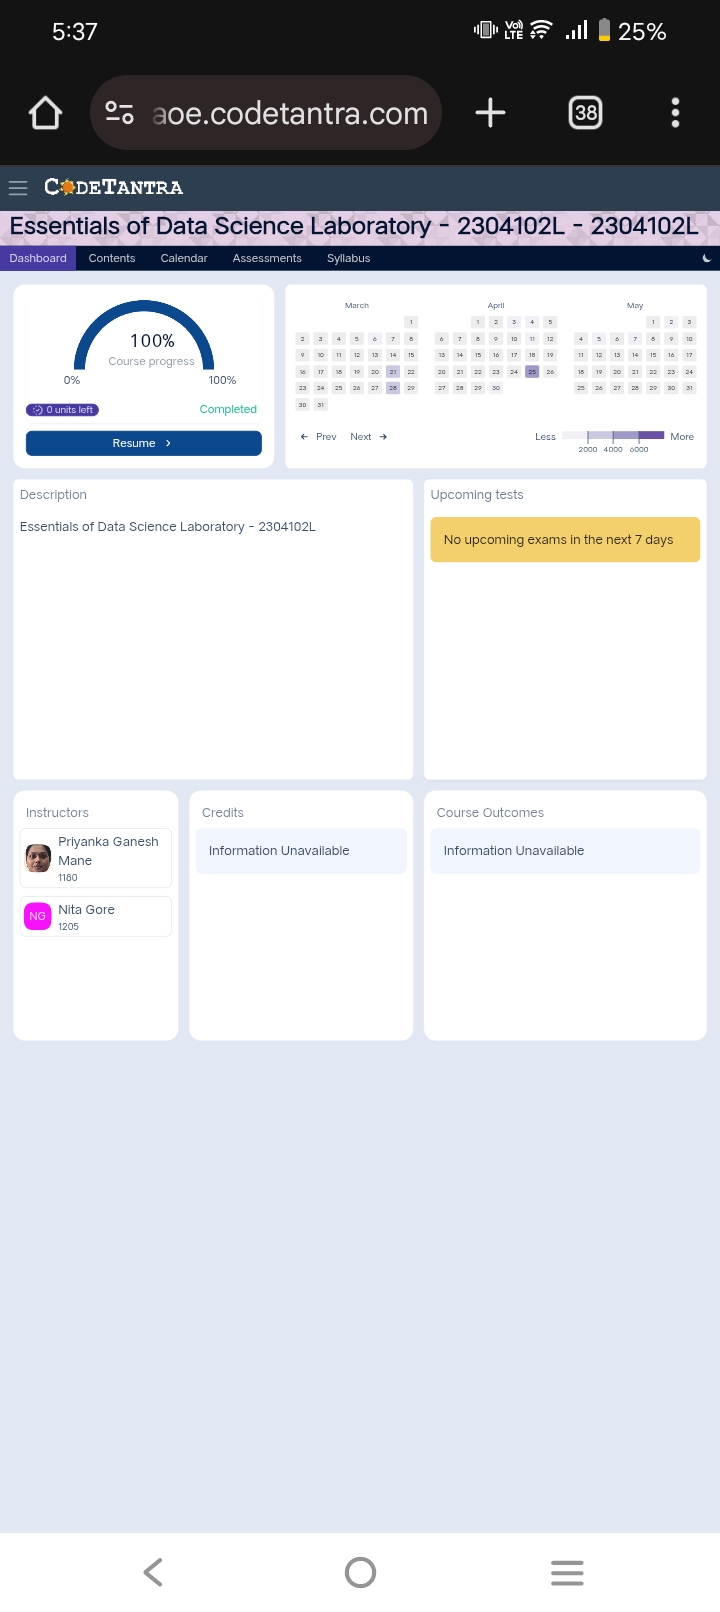 5:37
Vo)
LTE
25%
aoe.codetantra.com
38
CODETANTRA
Essentials of Data Science Laboratory - 2304102L - 2304102L
Dashboard Contents Calendar Assessments Syllabus
100%
Course progress
0% 100%
0 units left Completed
Resume >
March
1
2 3 4 5 6 7 8
9 10 11 12 13 14 15
16 17 18 19 20 21 22
23 24 25 26 27 28 29
30 31
April
1 2 3 4 5
6 7 8 9 10 11 12
13 14 15 16 17 18 19
20 21 22 23 24 25 26
27 28 29 30
May
1 2 3
4 5 6 7 8 9 10
11 12 13 14 15 16 17
18 19 20 21 22 23 24
25 26 27 28 29 30 31
← Prev Next →
Less More
2000 4000 6000
Description
Essentials of Data Science Laboratory - 2304102L
Upcoming tests
No upcoming exams in the next 7 days
Instructors
Priyanka Ganesh
Mane
1180
NG
Nita Gore
1205
Credits
Information Unavailable
Course Outcomes
Information Unavailable